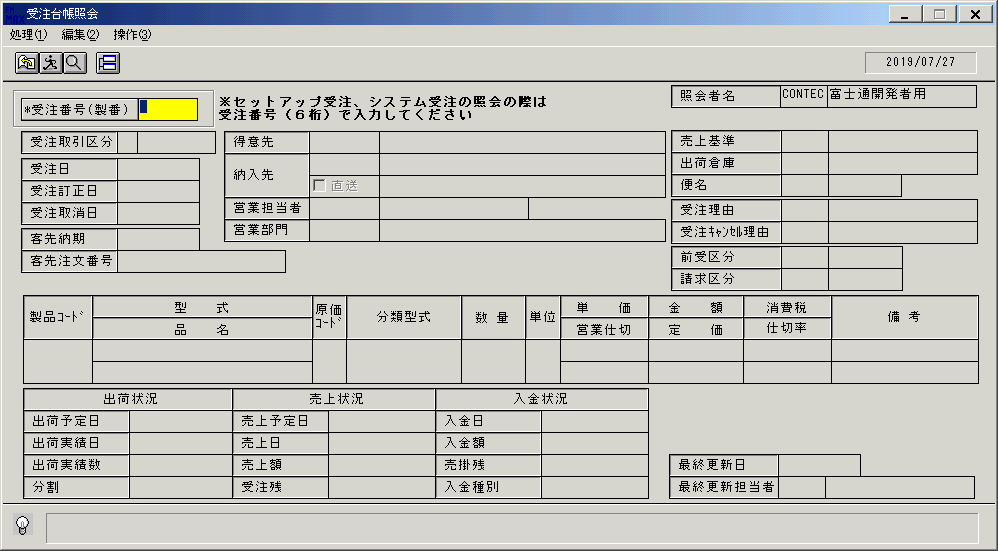 受注台帳照会
処理(1) 編集(2) 操作(3)
2019/07/27
照会者名 CONTEC 富士通開発者用
*受注番号(製番)
※セットアップ受注、システム受注の照会の際は
受注番号(6桁)で入力してください
受注取引区分
受注日
受注訂正日
受注取消日
客先納期
客先注文番号
得意先
納入先
直送
営業担当者
営業部門
売上基準
出荷倉庫
便名
受注理由
受注ｷｬﾝｾﾙ理由
前受区分
請求区分
製品ｺｰﾄﾞ 型 式 原価ｺｰﾄﾞ 分類型式 数 量 単位 単 価 金 額 消費税 備 考
品 名 営業仕切 定 価 仕切率
出荷状況 売上状況 入金状況
出荷予定日 売上予定日 入金日
出荷実績日 売上日 入金額
出荷実績数 売上額 売掛残
分割 受注残 入金種別
最終更新日
最終更新担当者